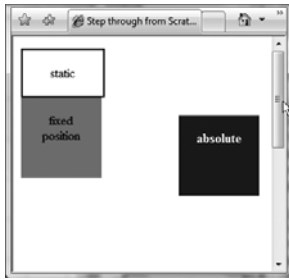 Step through from Scrat...
static
fixed
position
absolute